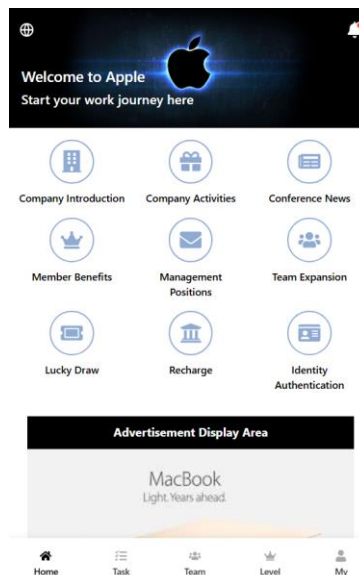 Welcome to Apple
Start your work journey here
Company Introduction
Company Activities
Conference News
Member Benefits
Management
Positions
Team Expansion
Lucky Draw
Recharge
Identity
Authentication
Advertisement Display Area
MacBook
Light. Years ahead.
Home
Task
Team
Level
My